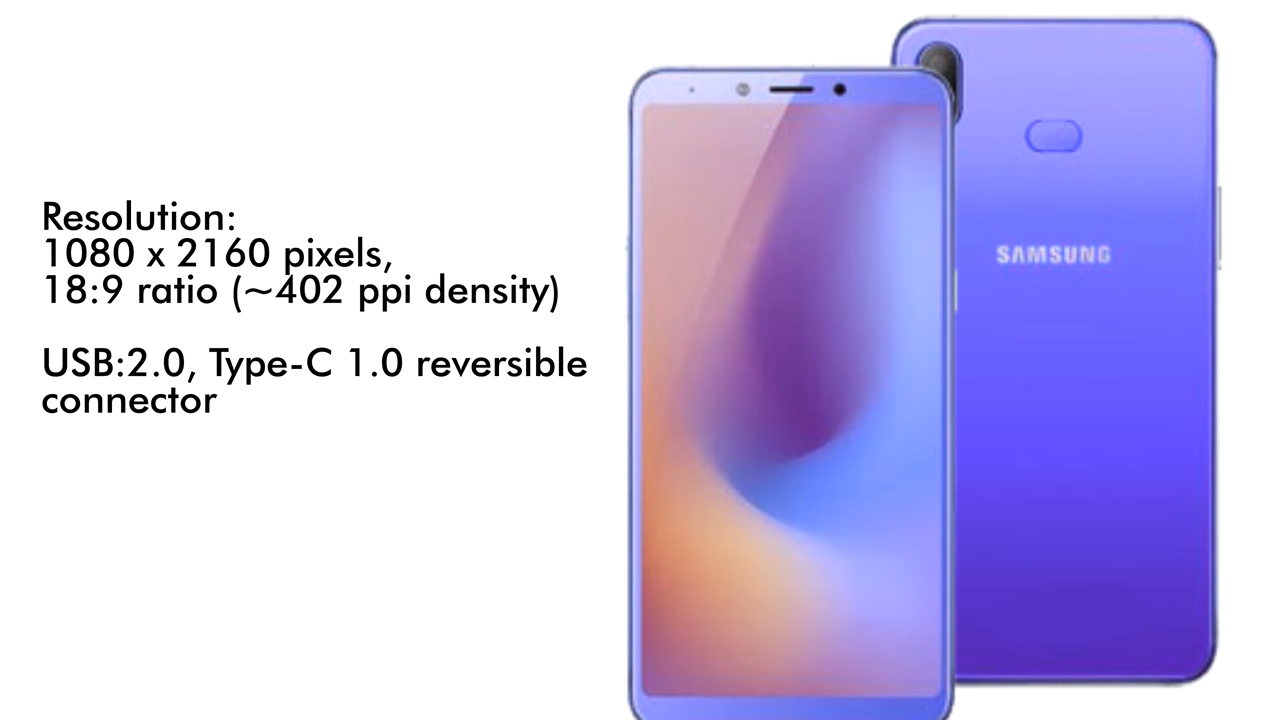 Resolution:
1080 x 2160 pixels,
18:9 ratio (~402 ppi density)
USB:2.0, Type-C 1.0 reversible
connector
SAMSUNG